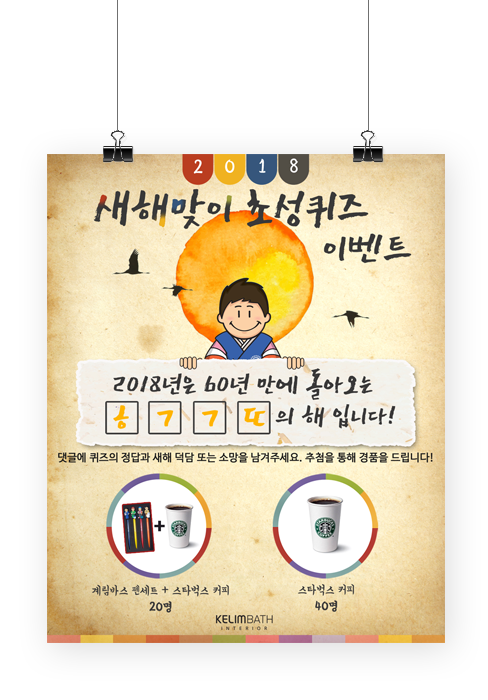 2018
새해맞이 초성퀴즈
이벤트
2018년은 60년 만에 돌아오는
ㅎ ㄱ ㄱ ㄸ 의 해 입니다!
댓글에 퀴즈의 정답과 새해 덕담 또는 소망을 남겨주세요. 추첨을 통해 경품을 드립니다!
+
계림바스 펜세트 + 스타벅스 커피
20명
스타벅스 커피
40명
KELIMBATH
INTERIOR